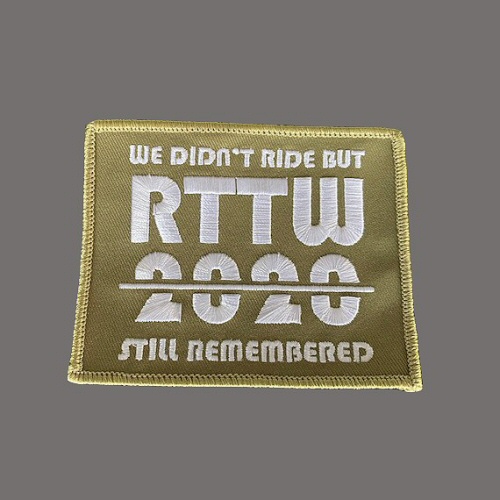 WE DIDN'T RIDE BUT
RTTW
2020
STILL REMEMBERED